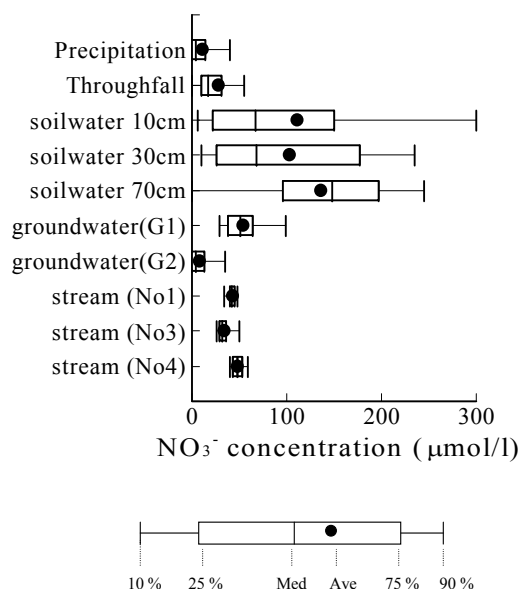 Precipitation
Throughfall
soilwater 10cm
soilwater 30cm
soilwater 70cm
groundwater(G1)
groundwater(G2)
stream (No1)
stream (No3)
stream (No4)
0 100 200 300
NO₃⁻ concentration ( μmol/l)
10 % 25 % Med Ave 75 % 90 %